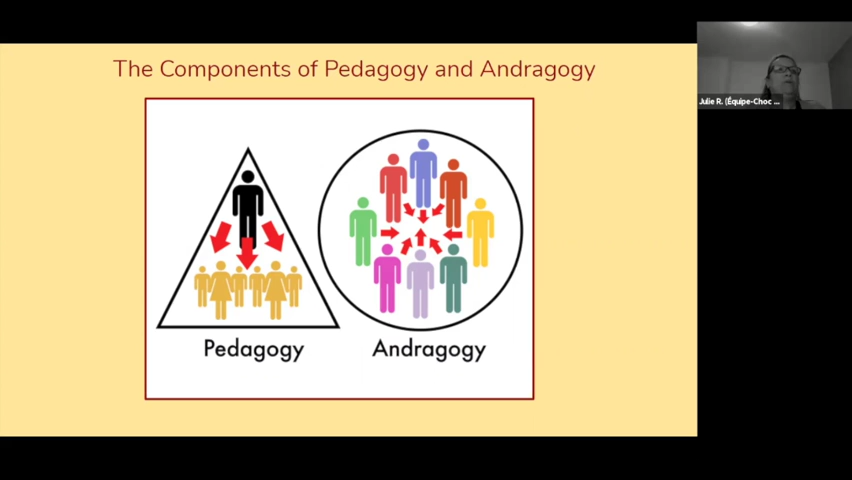 The Components of Pedagogy and Andragogy
Julie R. (Équipe-Choc ...
Pedagogy
Andragogy